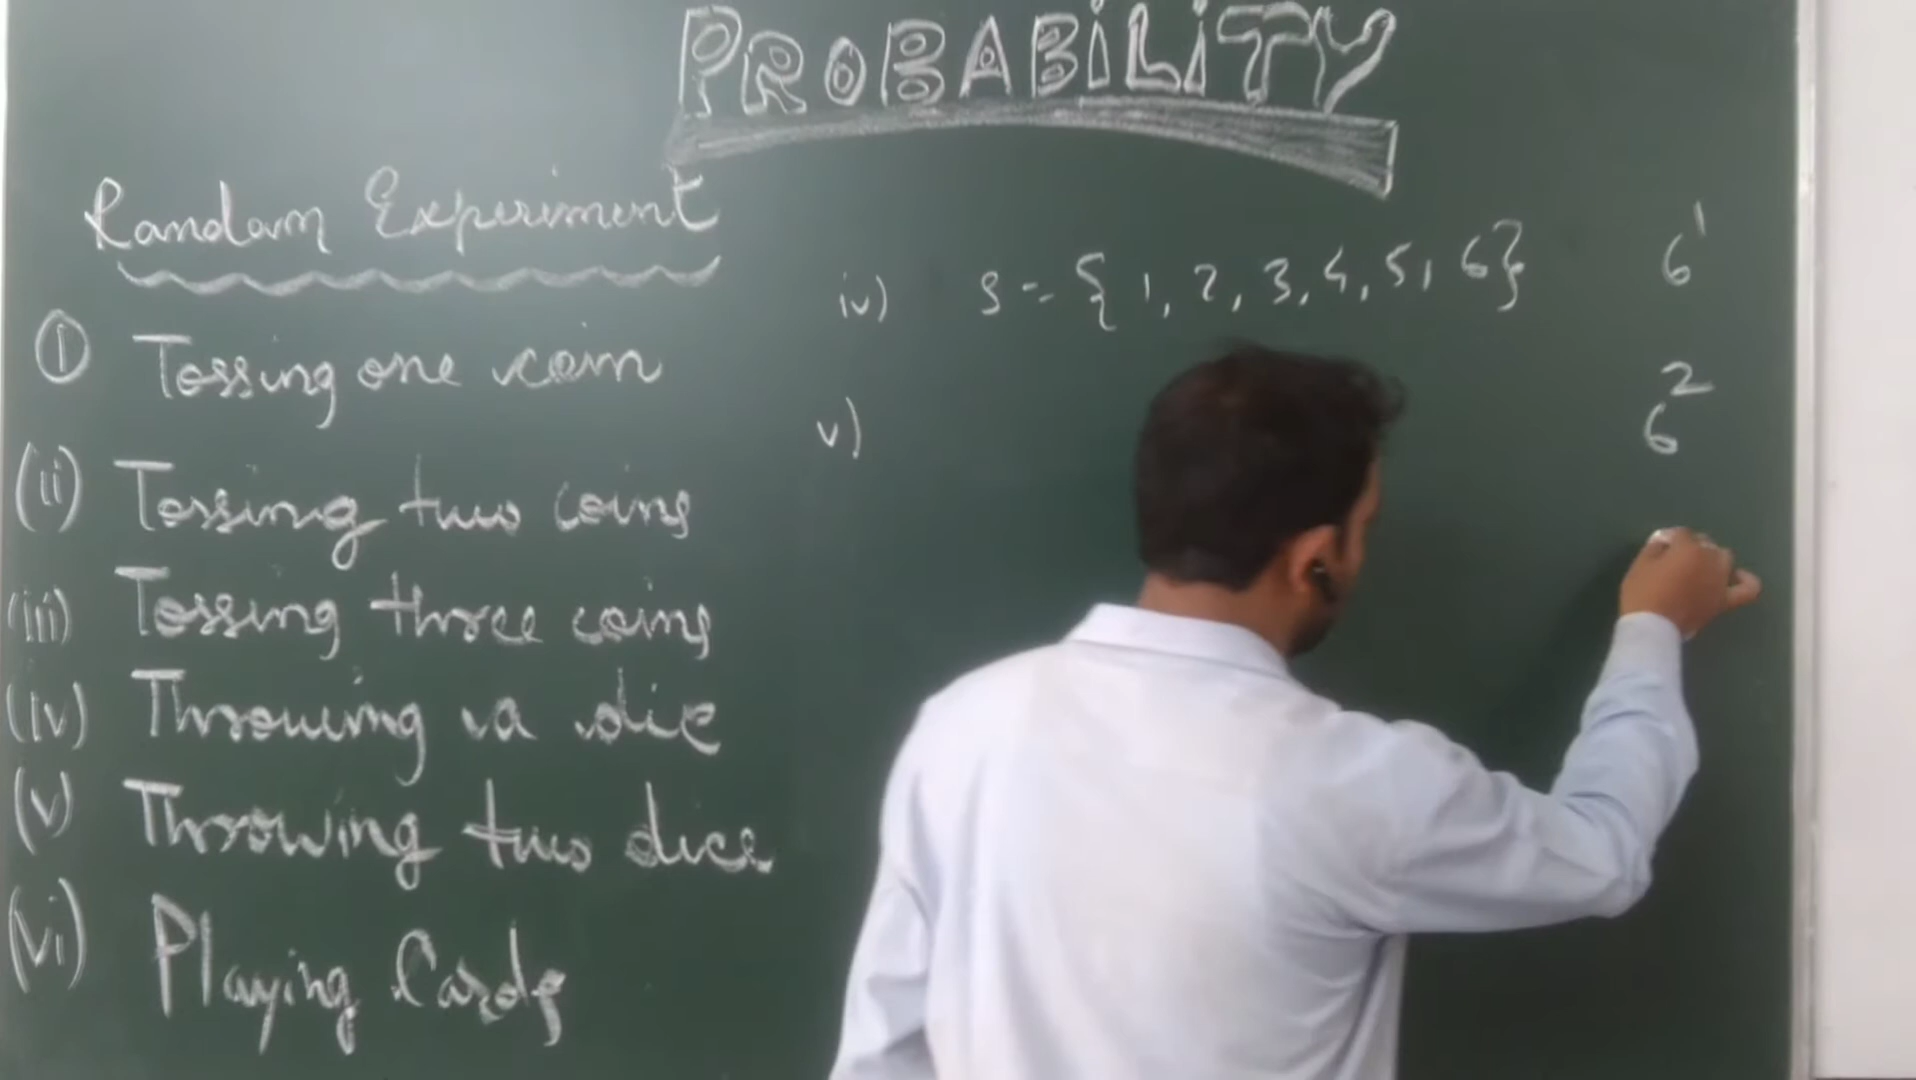 PROBABILITY
Random Experiment
① Tossing one coin
(ii) Tossing two coins
(iii) Tossing three coins
(iv) Throwing a die
(v) Throwing two dice
(vi) Playing Cards
iv) S = { 1, 2, 3, 4, 5, 6} 6¹
v) 6²